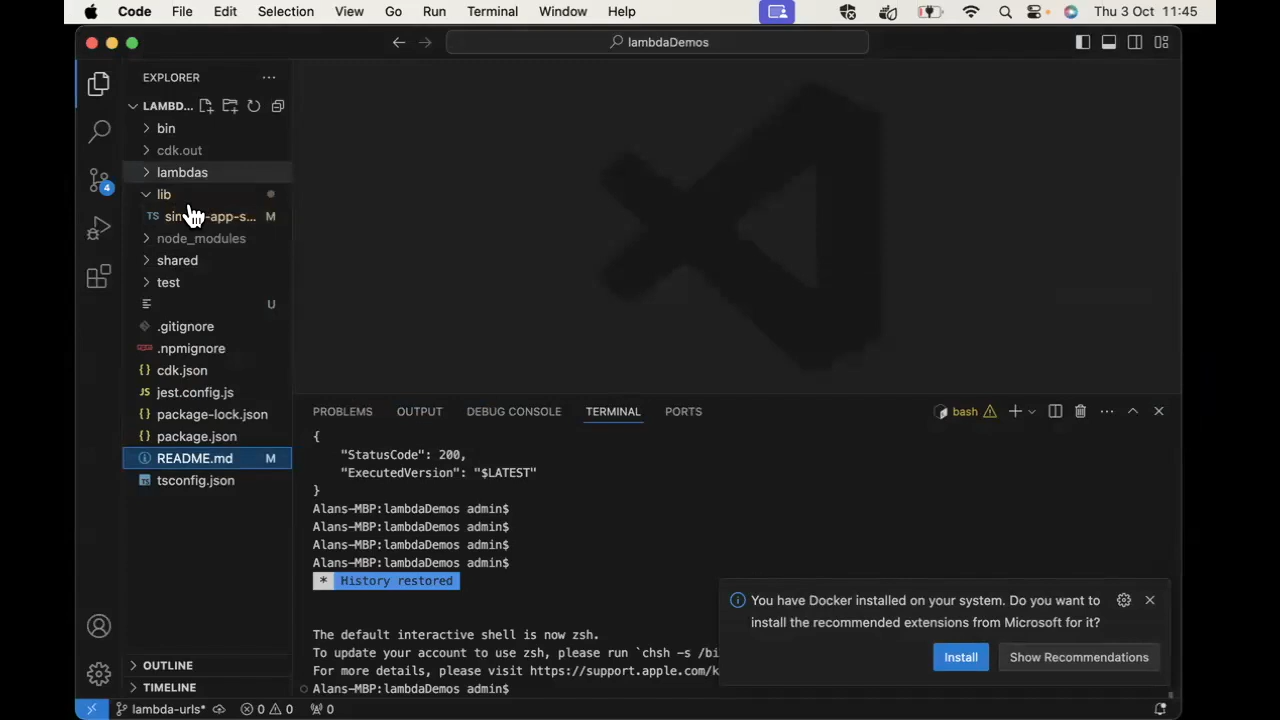 Code File Edit Selection View Go Run Terminal Window Help Thu 3 Oct 11:45
lambdaDemos
EXPLORER
LAMBD...
bin
cdk.out
lambdas
lib
TS -app-s... M
node_modules
shared
test
U
.gitignore
.npmignore
{} cdk.json
JS jest.config.js
{} package-lock.json
{} package.json
README.md M
TS tsconfig.json
OUTLINE
TIMELINE
4
PROBLEMS OUTPUT DEBUG CONSOLE TERMINAL PORTS
bash
{
"StatusCode": 200,
"ExecutedVersion": "$LATEST"
}
Alans-MBP:lambdaDemos admin$
Alans-MBP:lambdaDemos admin$
Alans-MBP:lambdaDemos admin$
Alans-MBP:lambdaDemos admin$
* History restored
The default interactive shell is now zsh.
To update your account to use zsh, please run `chsh -s /bi
For more details, please visit https://support.apple.com/k
Alans-MBP:lambdaDemos admin$
You have Docker installed on your system. Do you want to
install the recommended extensions from Microsoft for it?
Install
Show Recommendations
lambda-urls* 0 0 0